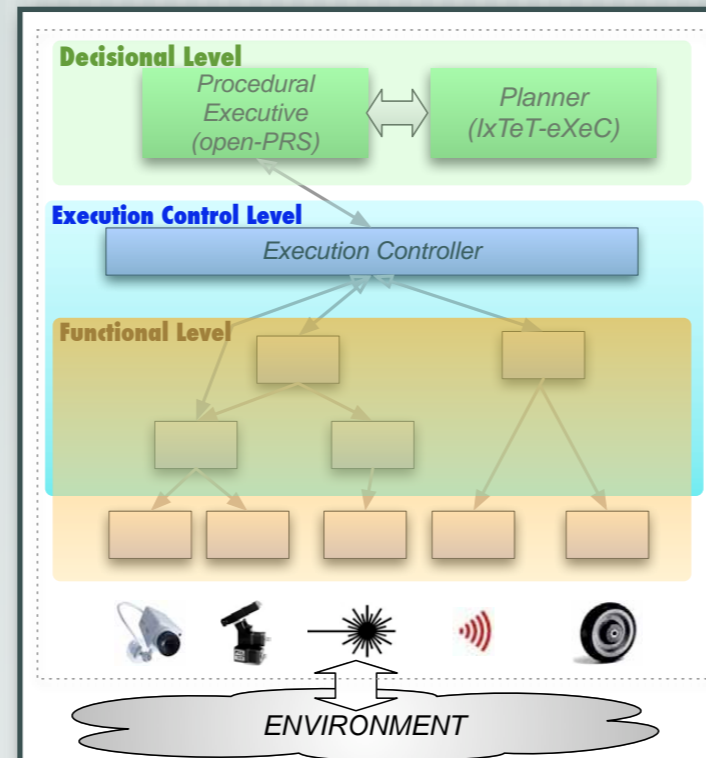 Decisional Level
Procedural
Executive
(open-PRS)
Planner
(IxTeT-eXeC)
Execution Control Level
Execution Controller
Functional Level
ENVIRONMENT